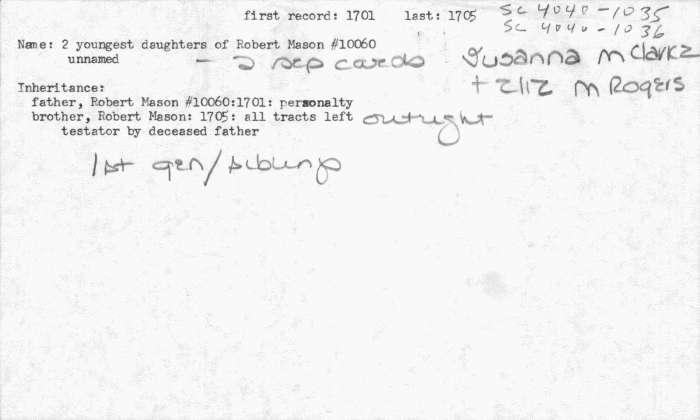 first record: 1701 last: 1705 SC 4040-1035
SC 4040-1036
Name: 2 youngest daughters of Robert Mason #10060
unnamed - 2 sep cards Susanna m Clarke
+ Eliz m Rogers
Inheritance:
father, Robert Mason #10060:1701: personalty
brother, Robert Mason: 1705: all tracts left outright
testator by deceased father
1st gen/siblings